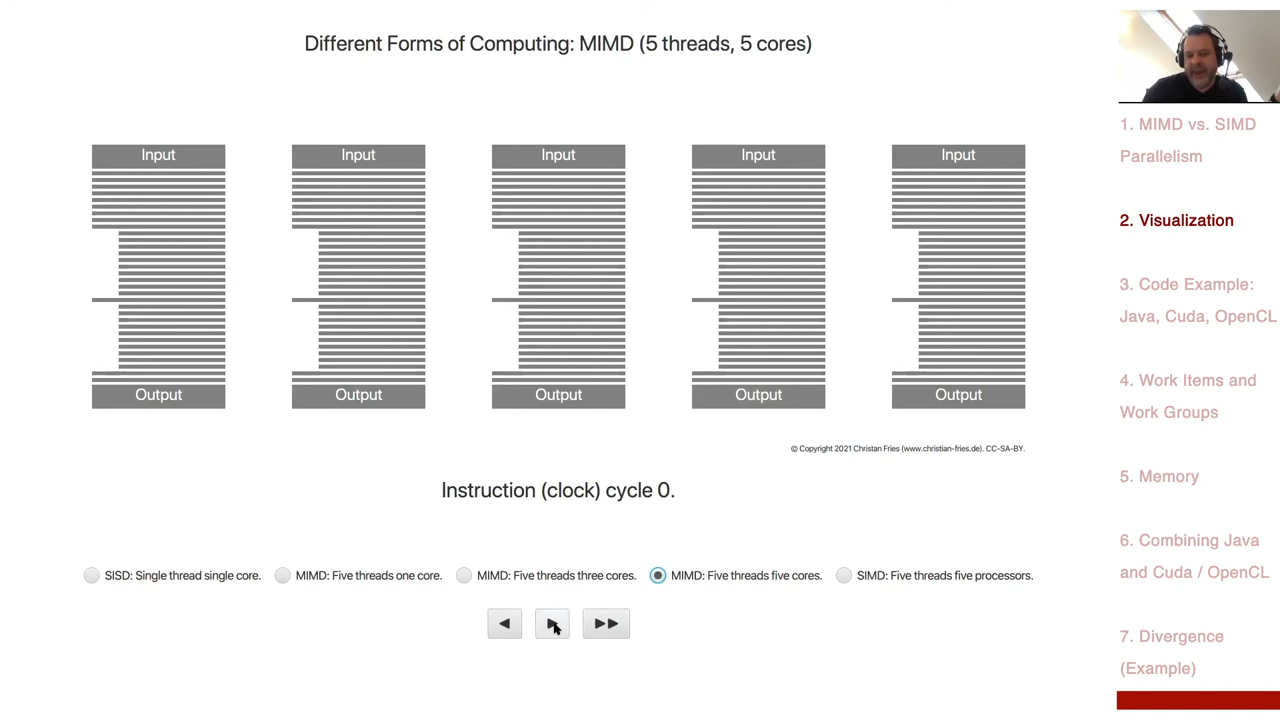 Different Forms of Computing: MIMD (5 threads, 5 cores)
Input Input Input Input Input
Output Output Output Output Output
© Copyright 2021 Christan Fries (www.christian-fries.de). CC-SA-BY.
Instruction (clock) cycle 0.
SISD: Single thread single core. MIMD: Five threads one core. MIMD: Five threads three cores. MIMD: Five threads five cores. SIMD: Five threads five processors.
1. MIMD vs. SIMD
Parallelism
2. Visualization
3. Code Example:
Java, Cuda, OpenCL
4. Work Items and
Work Groups
5. Memory
6. Combining Java
and Cuda / OpenCL
7. Divergence
(Example)